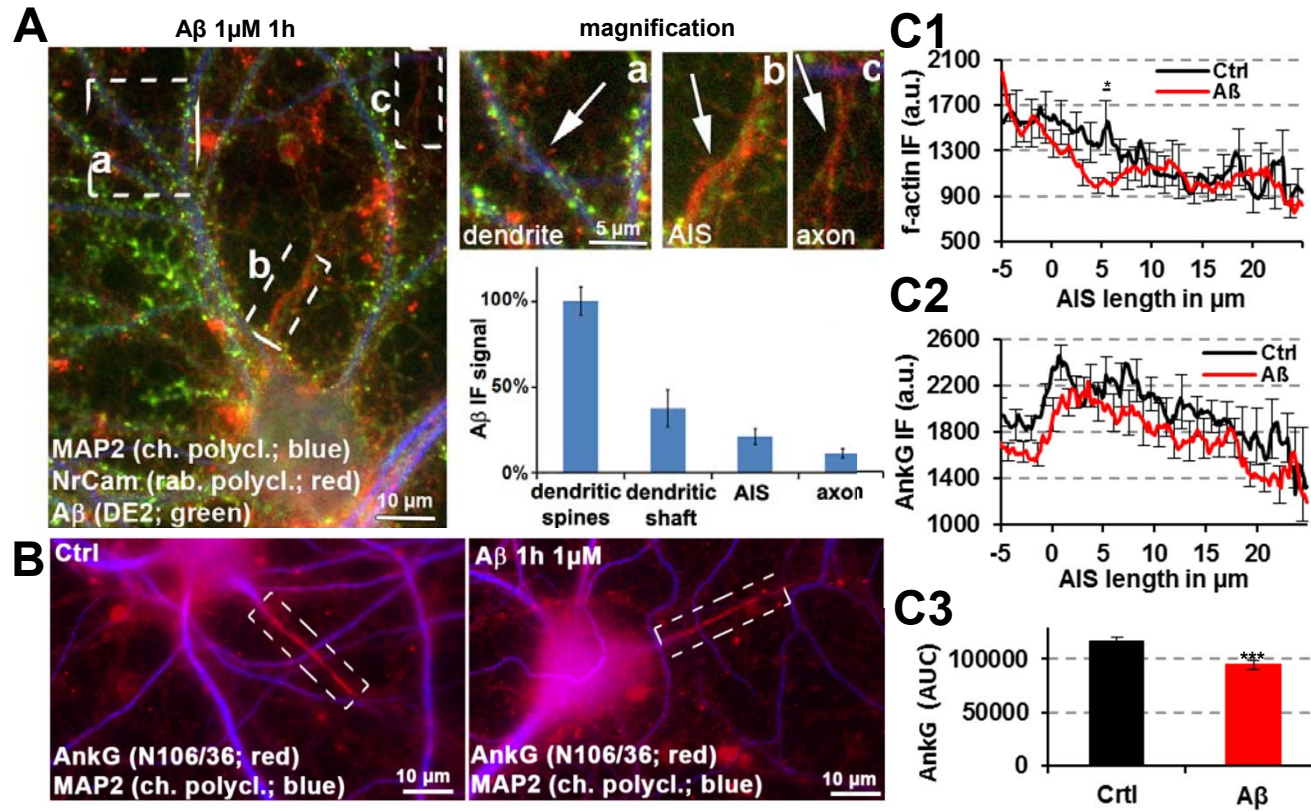 A
Aβ 1µM 1h
a
b
c
MAP2 (ch. polycl.; blue)
NrCam (rab. polycl.; red)
Aβ (DE2; green)
10 µm
magnification
a
b
c
dendrite
5 µm
AIS
axon
Aβ IF signal
100%
50%
0%
dendritic spines
dendritic shaft
AIS
axon
B
Ctrl
AnkG (N106/36; red)
MAP2 (ch. polycl.; blue)
10 µm
Aβ 1h 1µM
AnkG (N106/36; red)
MAP2 (ch. polycl.; blue)
10 µm
C1
f-actin IF (a.u.)
2100
1700
1300
900
500
Ctrl
Aß
*
-5 0 5 10 15 20
AIS length in µm
C2
AnkG IF (a.u.)
2600
2200
1800
1400
1000
Ctrl
Aß
-5 0 5 10 15 20
AIS length in µm
C3
AnkG (AUC)
100000
50000
0
***
Crtl
Aβ